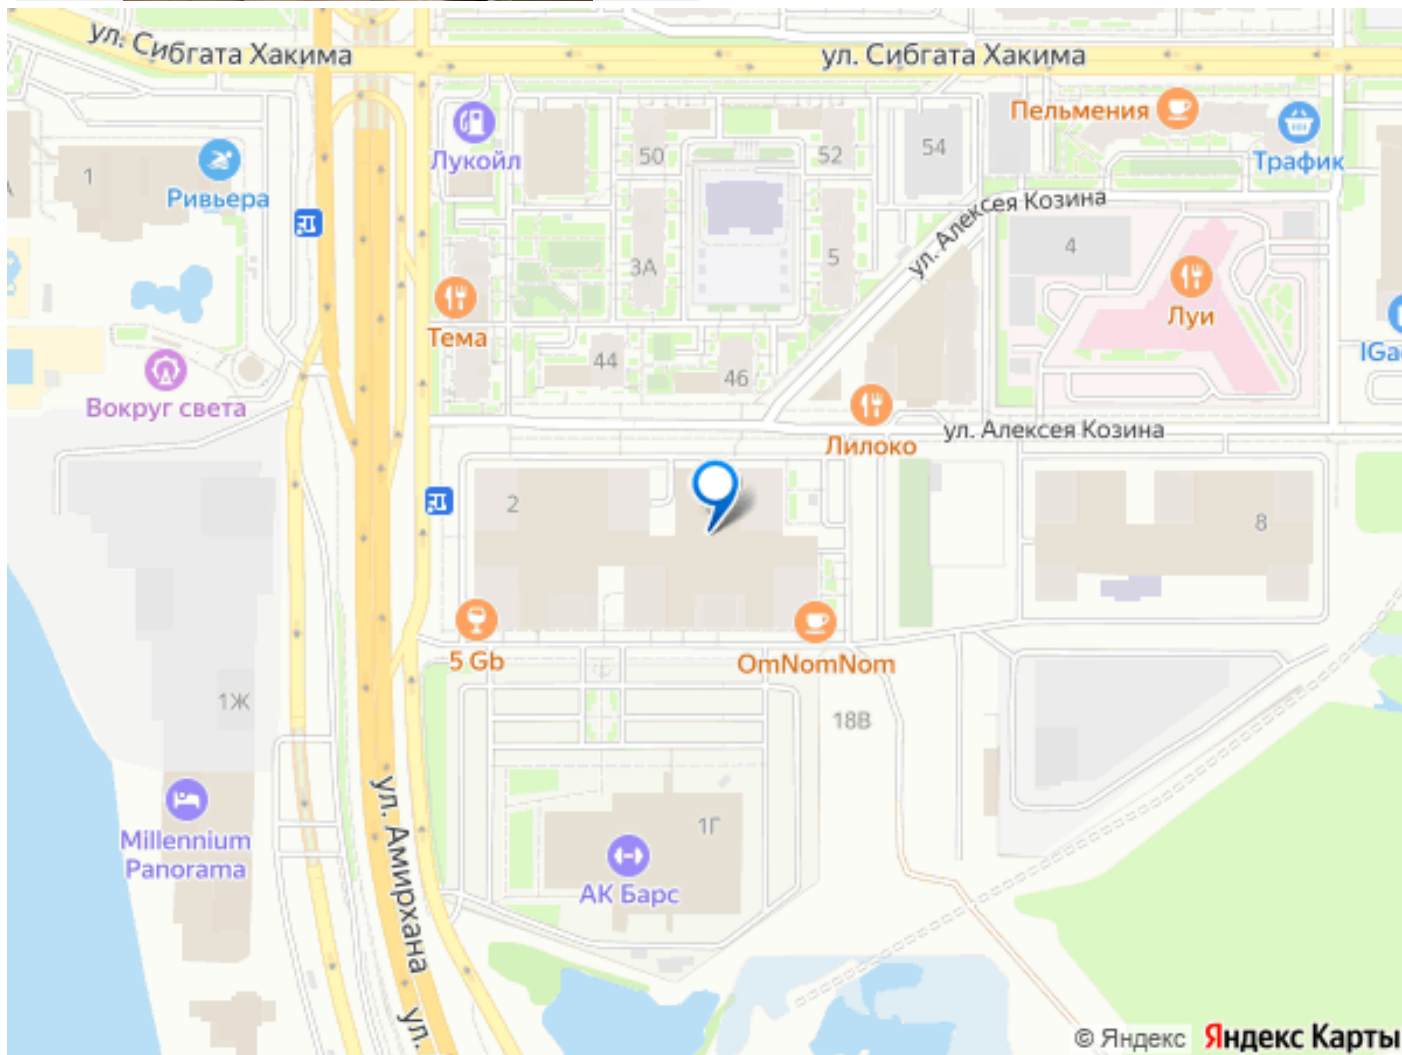 ул. Сибгата Хакима
ул. Сибгата Хакима
Пельмения
Лукойл
50
52
54
Трафик
1
Ривьера
ул. Алексея Козина
4
3А
5
Тема
Луи
44
46
IGa
Вокруг света
Лилоко
ул. Алексея Козина
2
8
5 Gb
OmNomNom
1Ж
18В
ул. Амирхана
Millennium
Panorama
1Г
АК Барс
ул.
© Яндекс Яндекс Карты